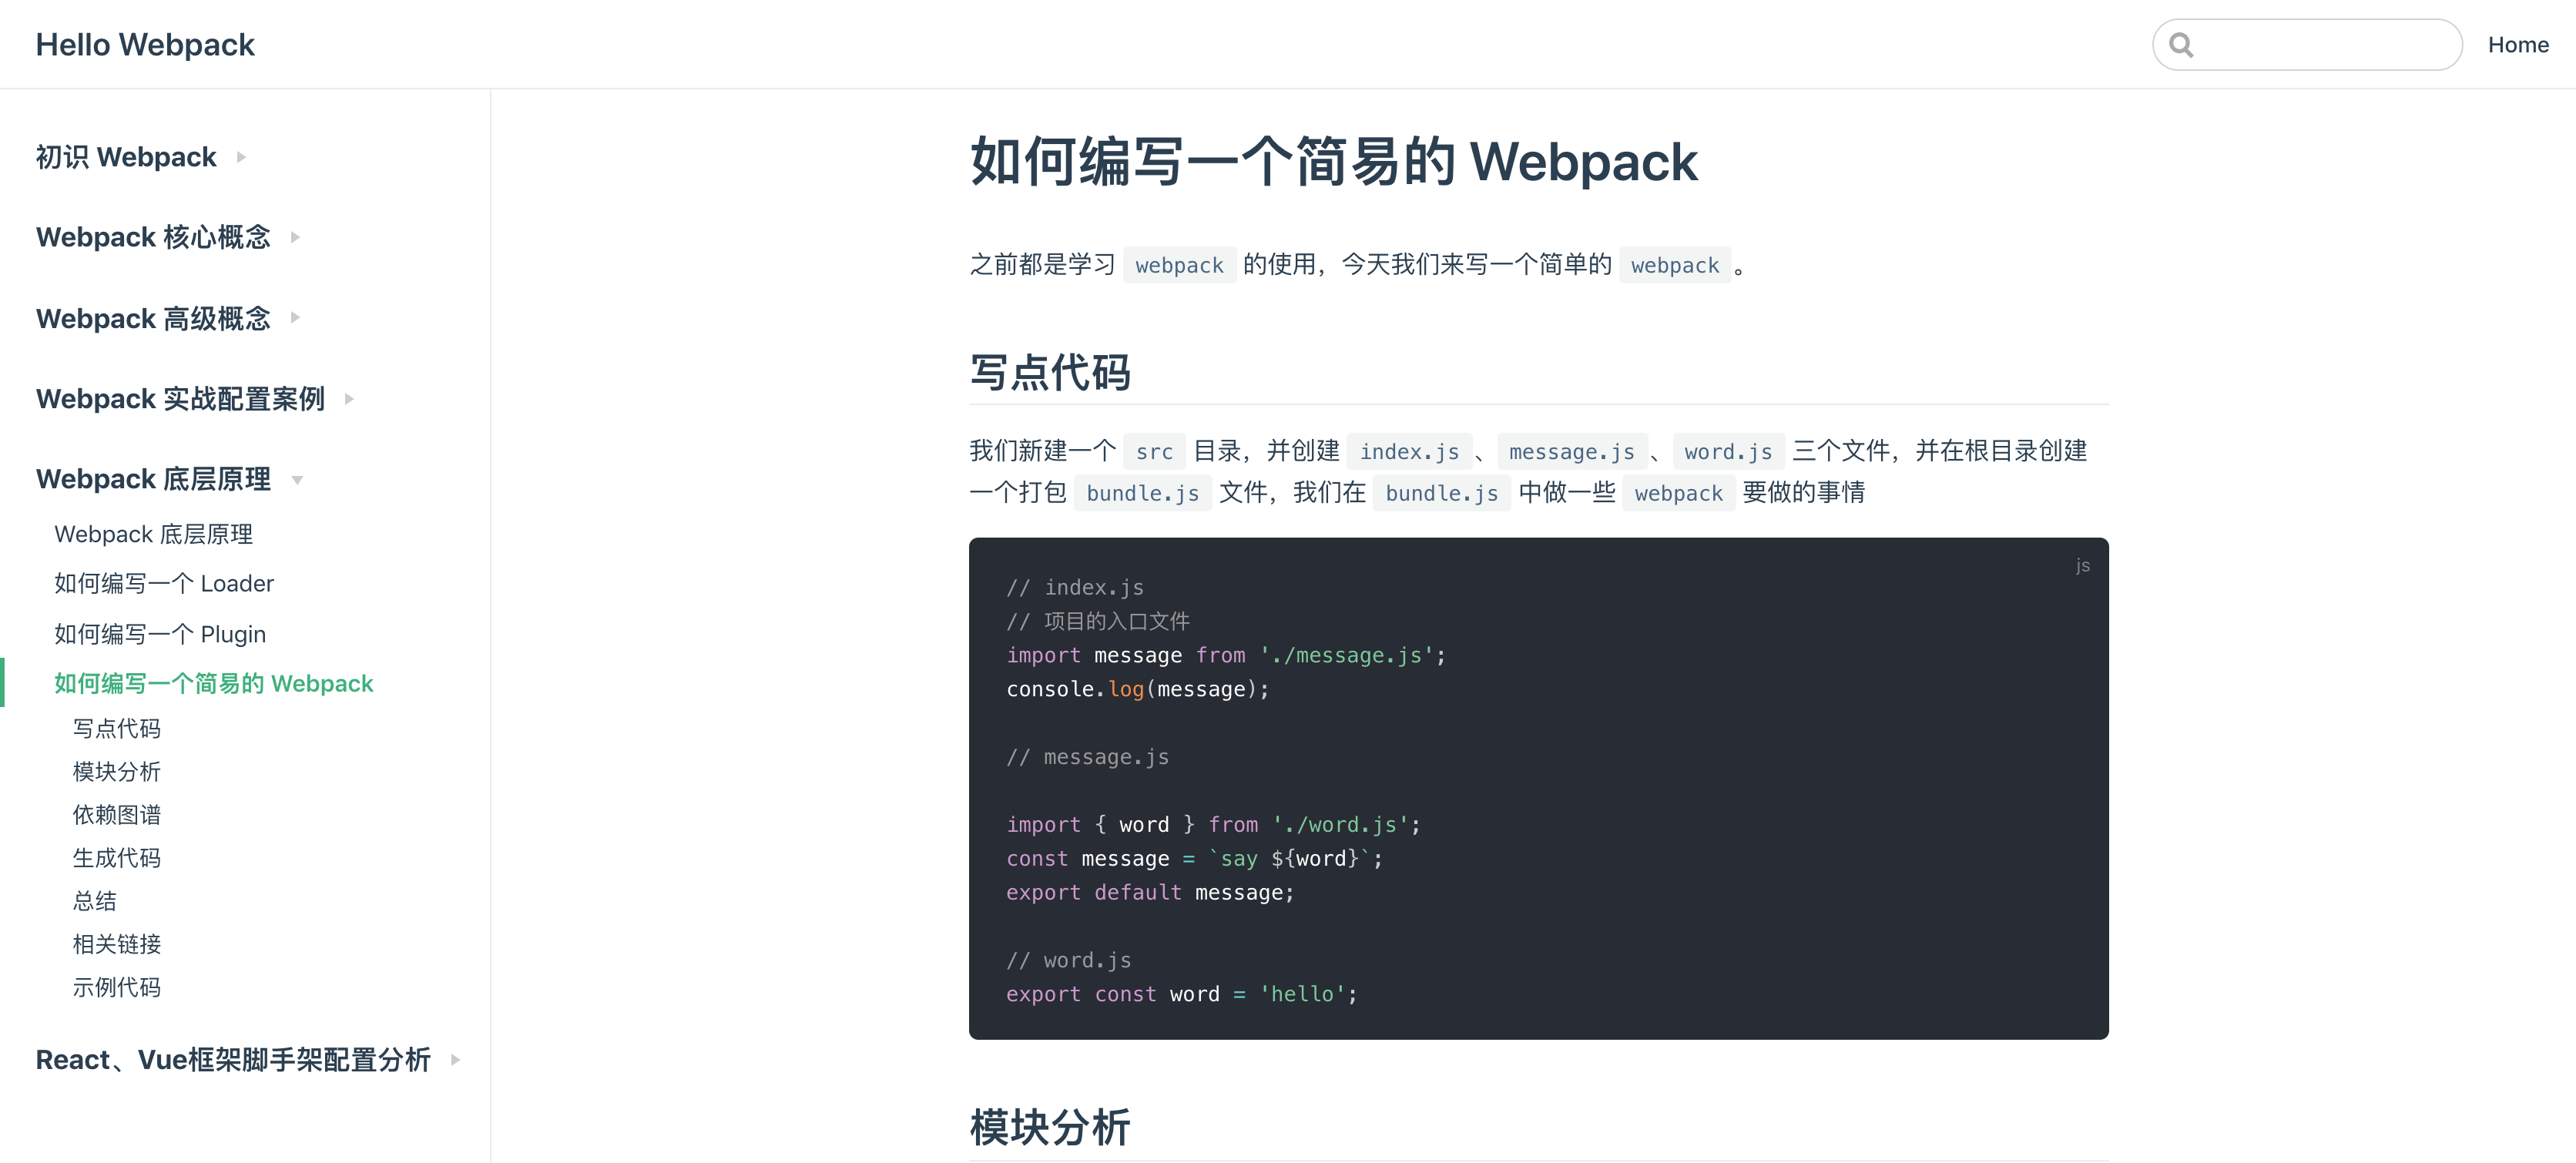 Hello Webpack
Home
初识 Webpack
Webpack 核心概念
Webpack 高级概念
Webpack 实战配置案例
Webpack 底层原理
Webpack 底层原理
如何编写一个 Loader
如何编写一个 Plugin
如何编写一个简易的 Webpack
写点代码
模块分析
依赖图谱
生成代码
总结
相关链接
示例代码
React、Vue框架脚手架配置分析
如何编写一个简易的 Webpack
之前都是学习 webpack 的使用，今天我们来写一个简单的 webpack 。
写点代码
我们新建一个 src 目录，并创建 index.js 、 message.js 、 word.js 三个文件，并在根目录创建
一个打包 bundle.js 文件，我们在 bundle.js 中做一些 webpack 要做的事情
js
// index.js
// 项目的入口文件
import message from './message.js';
console.log(message);
// message.js
import { word } from './word.js';
const message = `say ${word}`;
export default message;
// word.js
export const word = 'hello';
模块分析